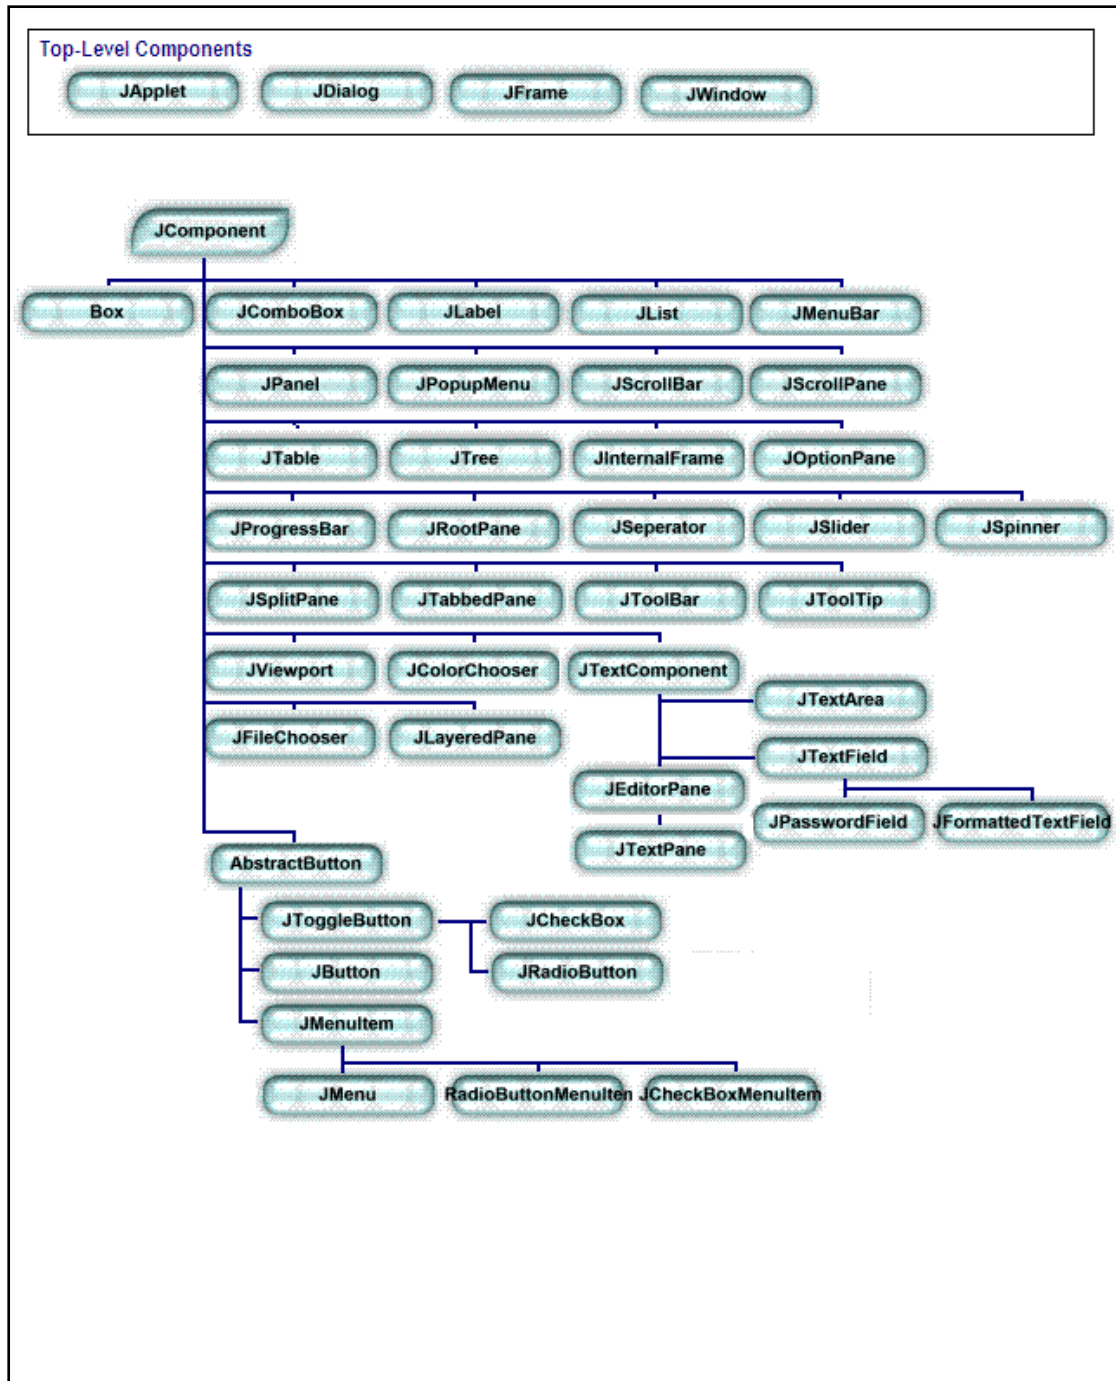 Top-Level Components
JApplet JDialog JFrame JWindow
JComponent
Box JComboBox JLabel JList JMenuBar
JPanel JPopupMenu JScrollBar JScrollPane
JTable JTree JInternalFrame JOptionPane
JProgressBar JRootPane JSeperator JSlider JSpinner
JSplitPane JTabbedPane JToolBar JToolTip
JViewport JColorChooser JTextComponent
JTextArea
JFileChooser JLayeredPane JTextField
JEditorPane
JPasswordField JFormattedTextField
JTextPane
AbstractButton
JToggleButton JCheckBox
JButton JRadioButton
JMenuItem
JMenu RadioButtonMenuIten JCheckBoxMenuItem